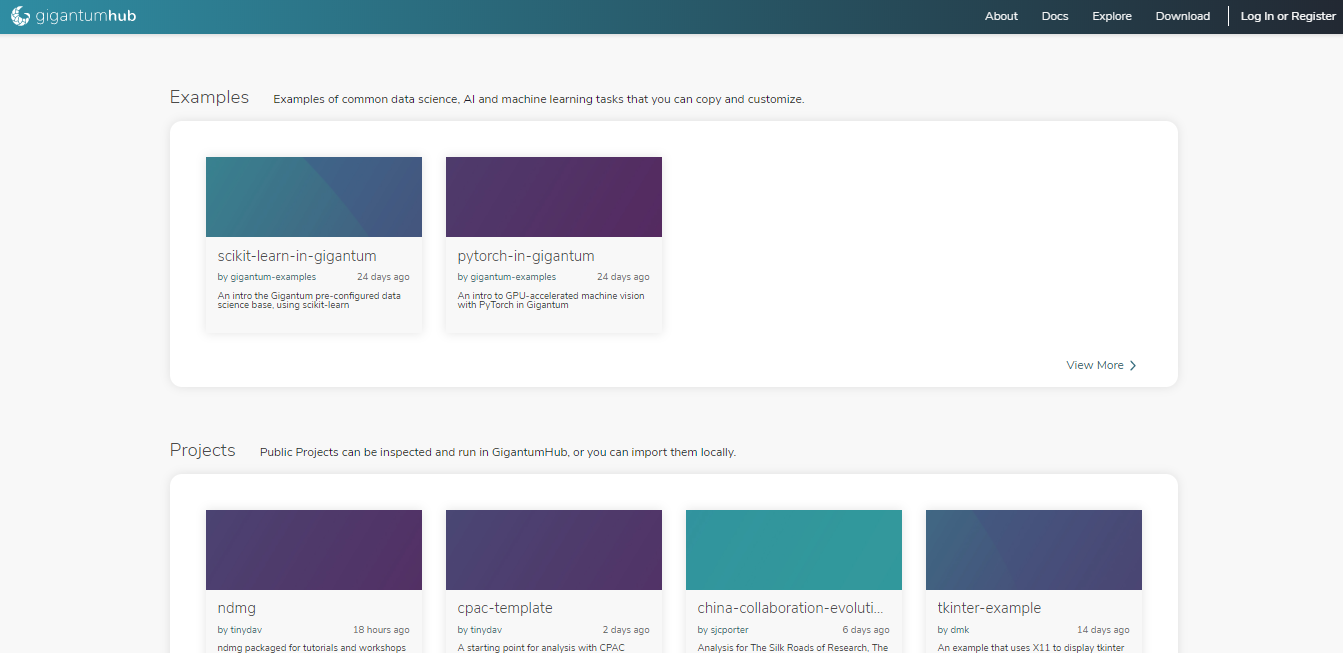 gigantumhub
About Docs Explore Download Log In or Register
Examples Examples of common data science, AI and machine learning tasks that you can copy and customize.
scikit-learn-in-gigantum
by gigantum-examples 24 days ago
An intro the Gigantum pre-configured data
science base, using scikit-learn
pytorch-in-gigantum
by gigantum-examples 24 days ago
An intro to GPU-accelerated machine vision
with PyTorch in Gigantum
View More
Projects Public Projects can be inspected and run in GigantumHub, or you can import them locally.
ndmg
by tinydav 18 hours ago
ndmg packaged for tutorials and workshops
cpac-template
by tinydav 2 days ago
A starting point for analysis with CPAC
china-collaboration-evoluti...
by sjcporter 6 days ago
Analysis for The Silk Roads of Research, The
tkinter-example
by dmk 14 days ago
An example that uses X11 to display tkinter